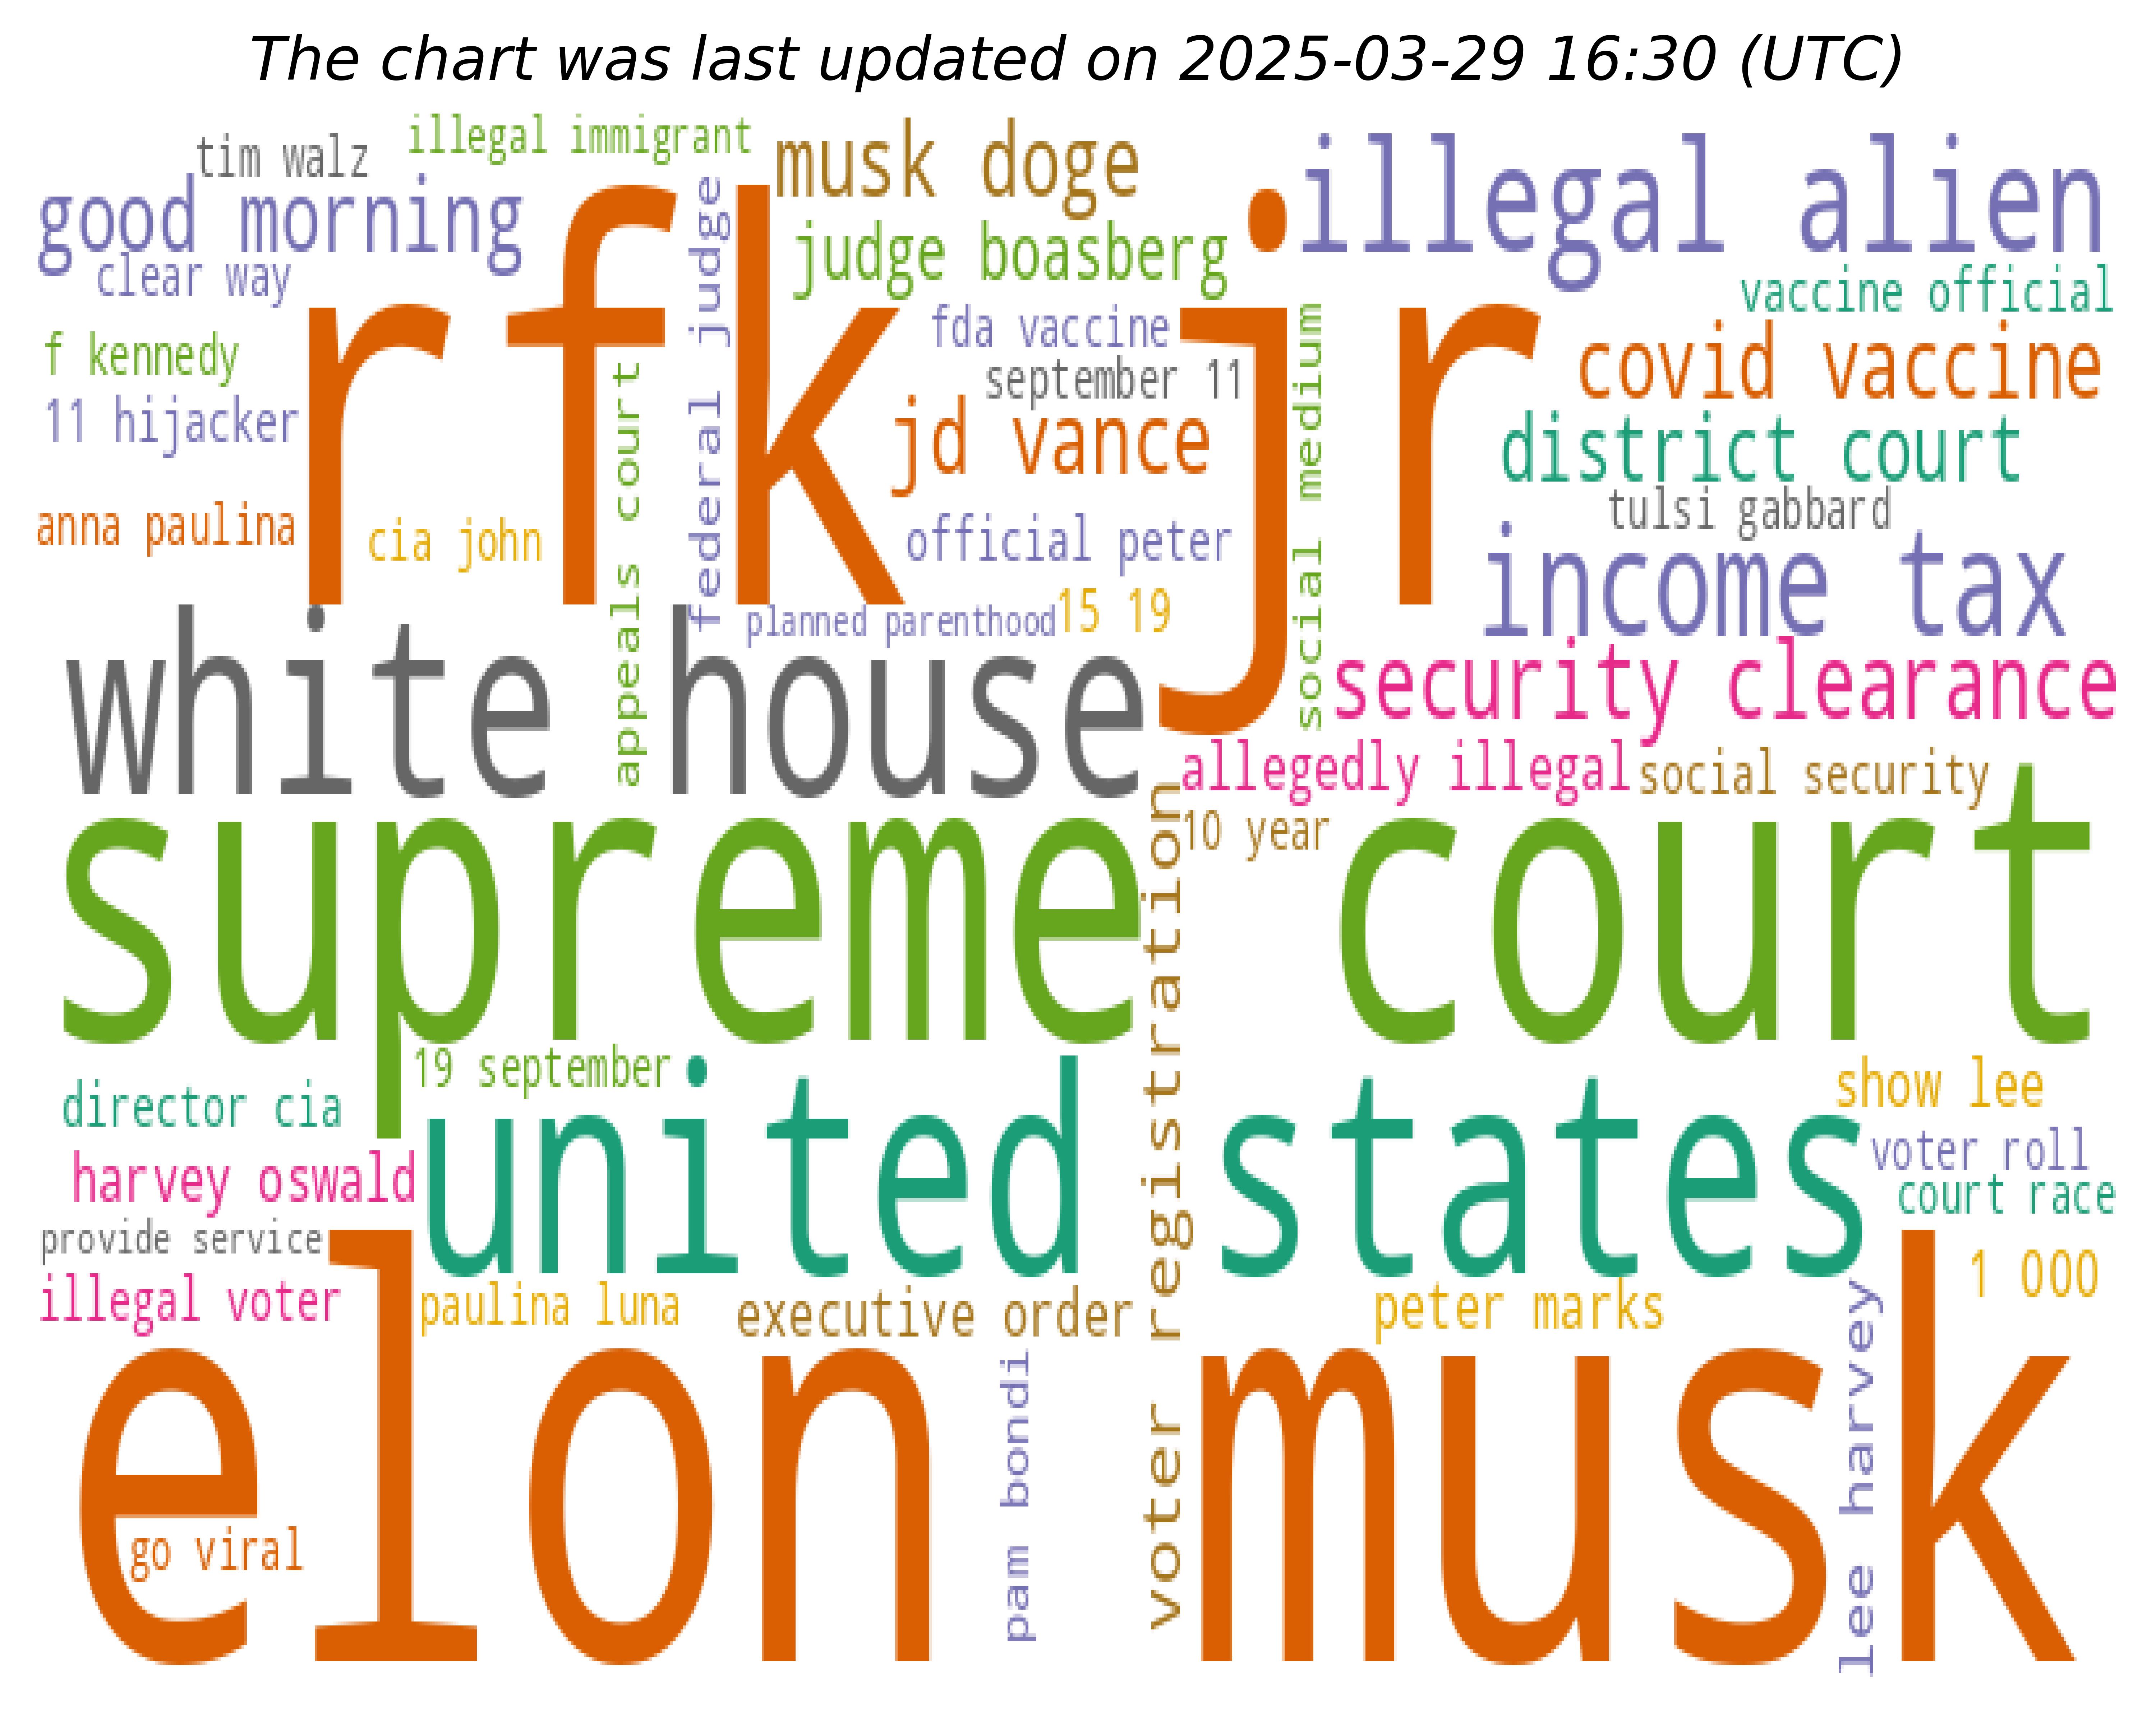 The chart was last updated on 2025-03-29 16:30 (UTC)
tim walz
illegal immigrant
musk doge
illegal alien
good morning
judge boasberg
clear way
vaccine official
rfk jr
federal judge
fda vaccine
social medium
covid vaccine
f kennedy
september 11
appeals court
11 hijacker
jd vance
district court
tulsi gabbard
anna paulina
cia john
official peter
income tax
planned parenthood
15 19
white house
security clearance
allegedly illegal
social security
10 year
supreme court
voter registration
19 september
director cia
united states
show lee
voter roll
harvey oswald
court race
provide service
1 000
illegal voter
paulina luna
executive order
peter marks
lee harvey
elon musk
pam bondi
go viral